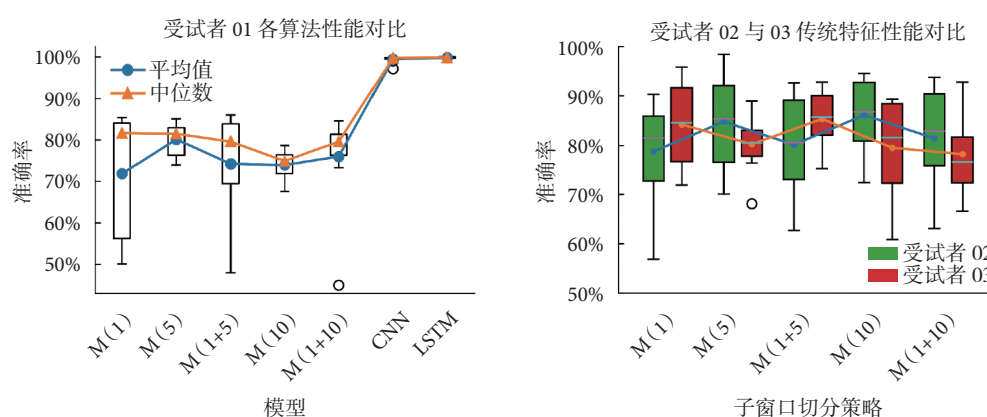 受试者 01 各算法性能对比
100%
90%
80%
70%
60%
50%
准确率
平均值
中位数
M（1）
M（5）
M（1+5）
M（10）
M（1+10）
CNN
LSTM
模型
受试者 02 与 03 传统特征性能对比
100%
90%
80%
70%
60%
50%
准确率
受试者 02
受试者 03
M（1）
M（5）
M（1+5）
M（10）
M（1+10）
子窗口切分策略